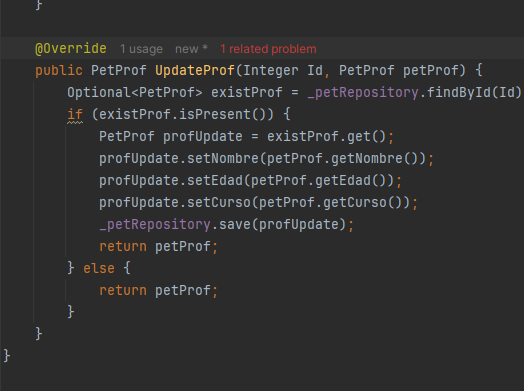 }
@Override 1 usage new * 1 related problem
public PetProf UpdateProf(Integer Id, PetProf petProf) {
Optional<PetProf> existProf = _petRepository.findById(Id)
if (existProf.isPresent()) {
PetProf profUpdate = existProf.get();
profUpdate.setNombre(petProf.getNombre());
profUpdate.setEdad(petProf.getEdad());
profUpdate.setCurso(petProf.getCurso());
_petRepository.save(profUpdate);
return petProf;
} else {
return petProf;
}
}
}